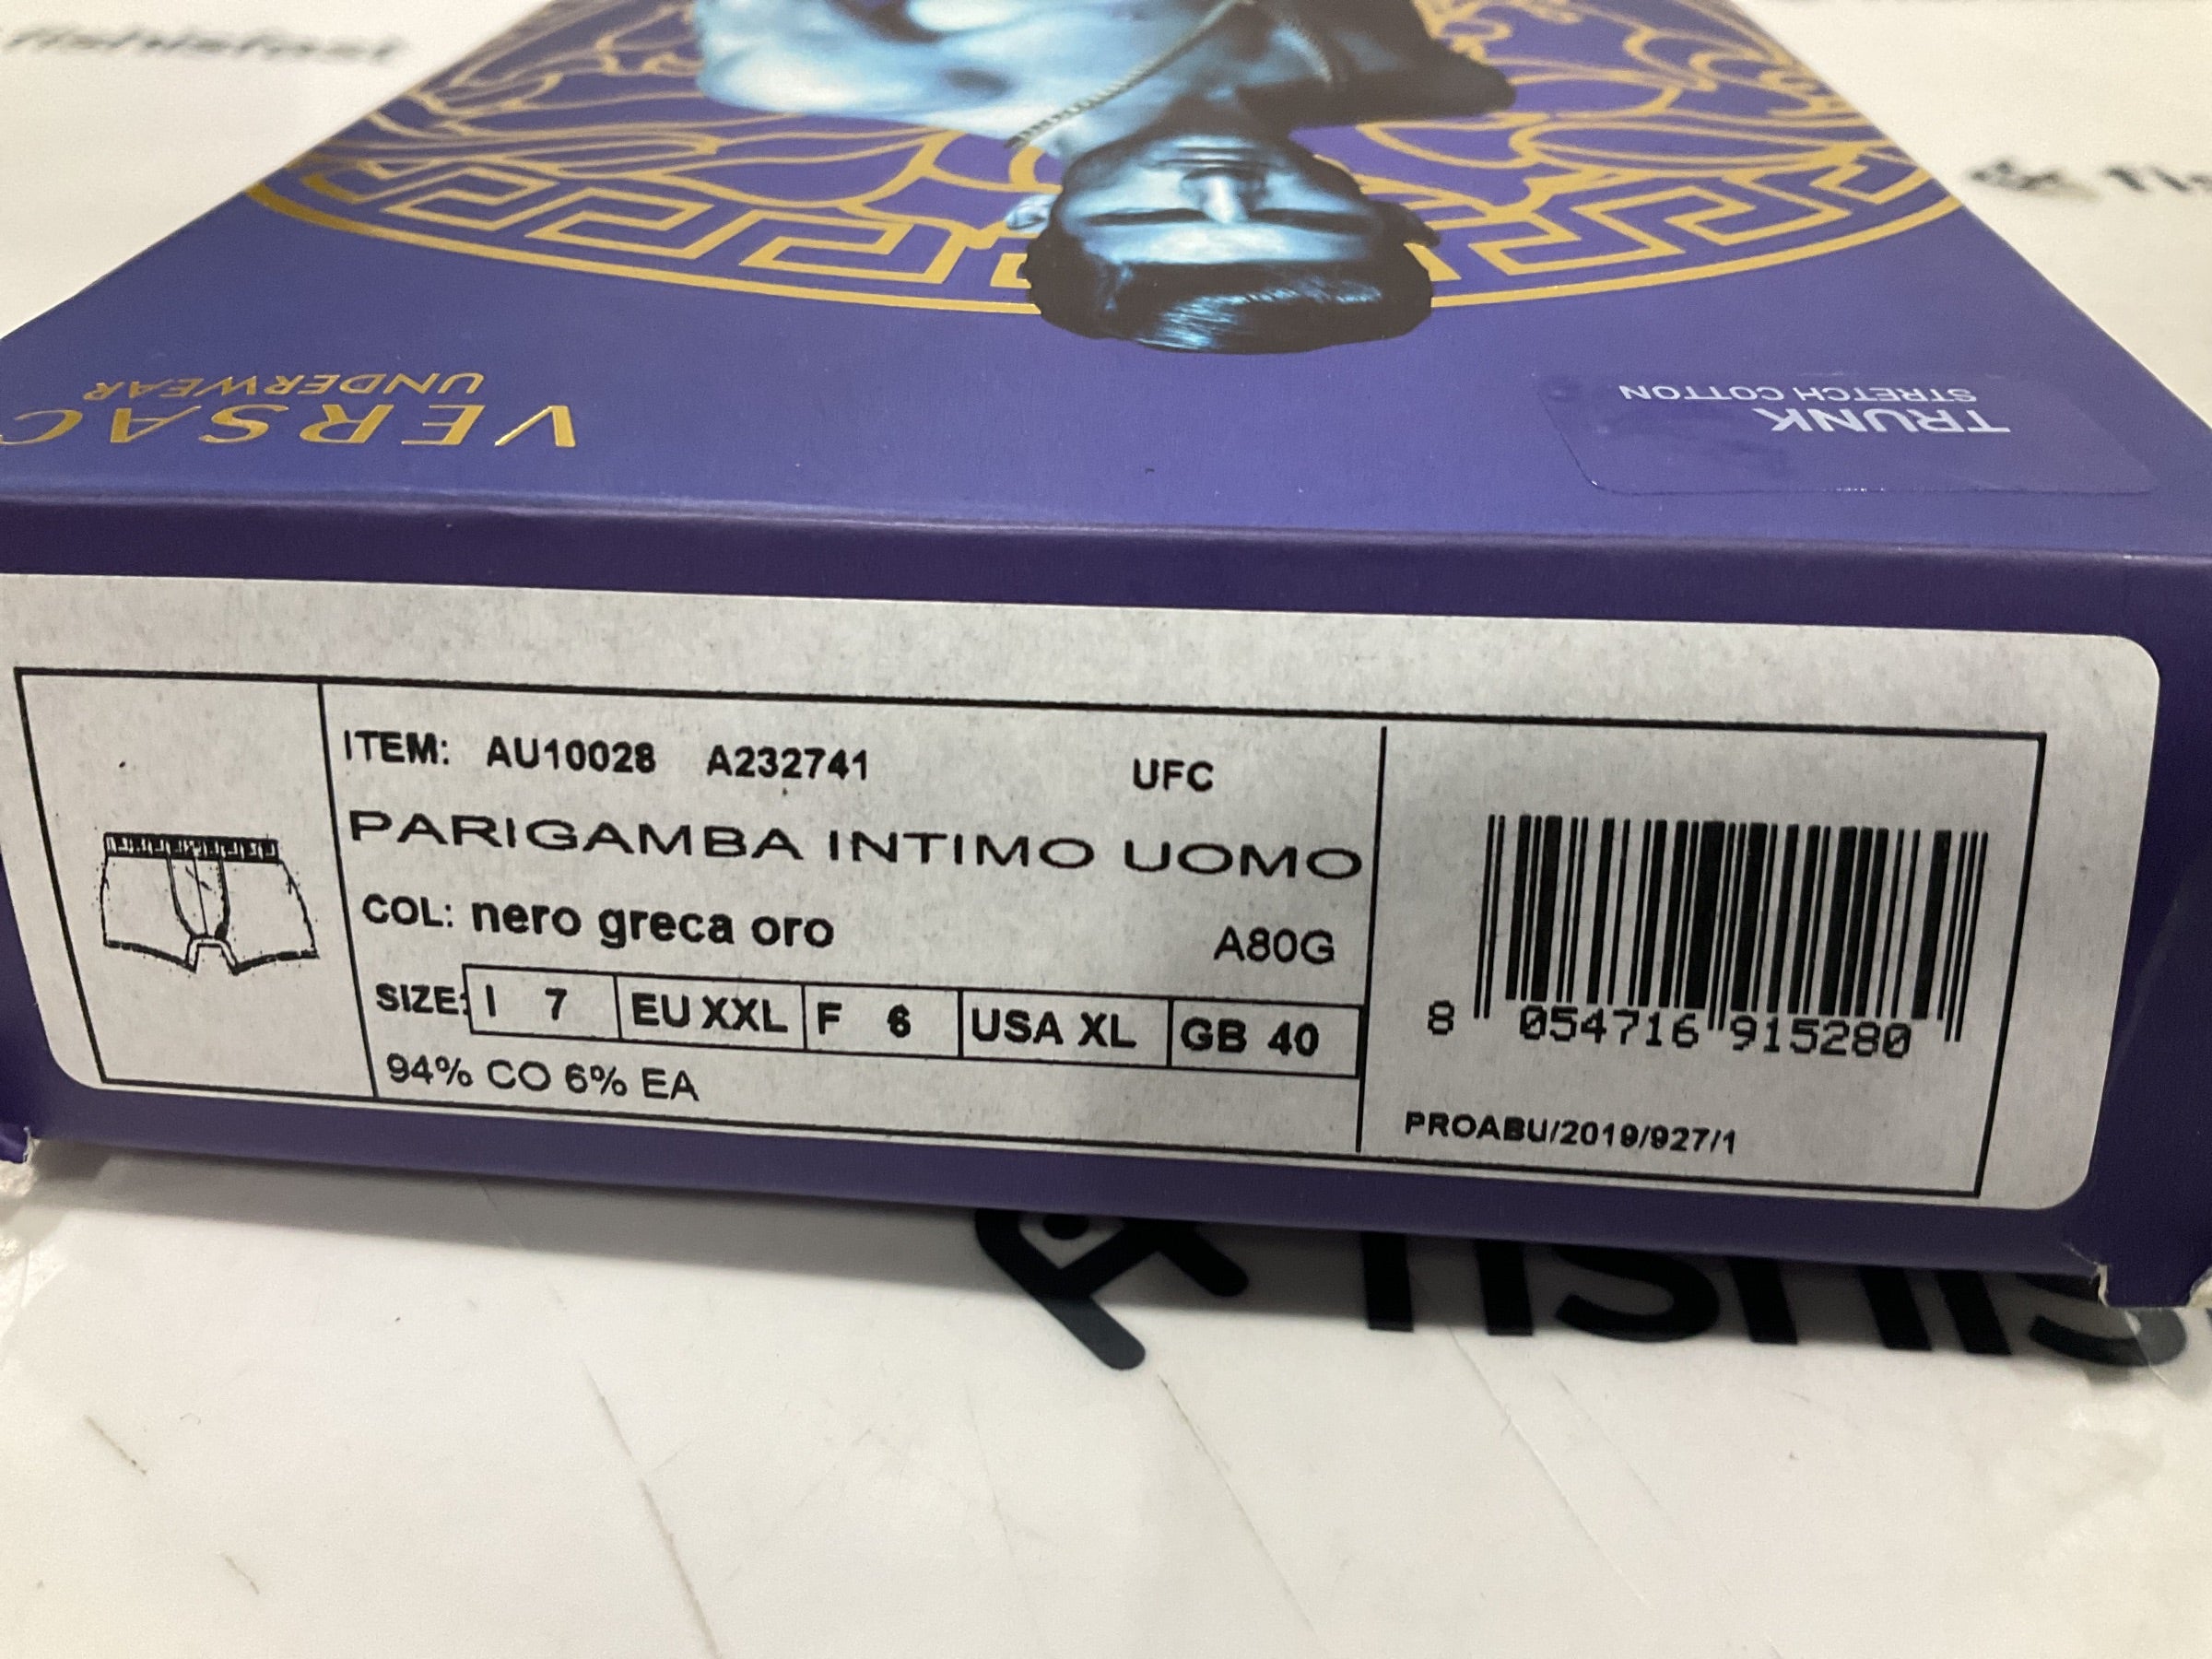 fishisfast
VERSAC
UNDERWEAR
TRUNK
STRETCH COTTON
ITEM: AU10028 A232741 UFC
PARIGAMBA INTIMO UOMO
COL: nero greca oro A80G
SIZE: I 7 EU XXL F 6 USA XL GB 40
94% CO 6% EA
8 054716 915280
PROABU/2019/927/1